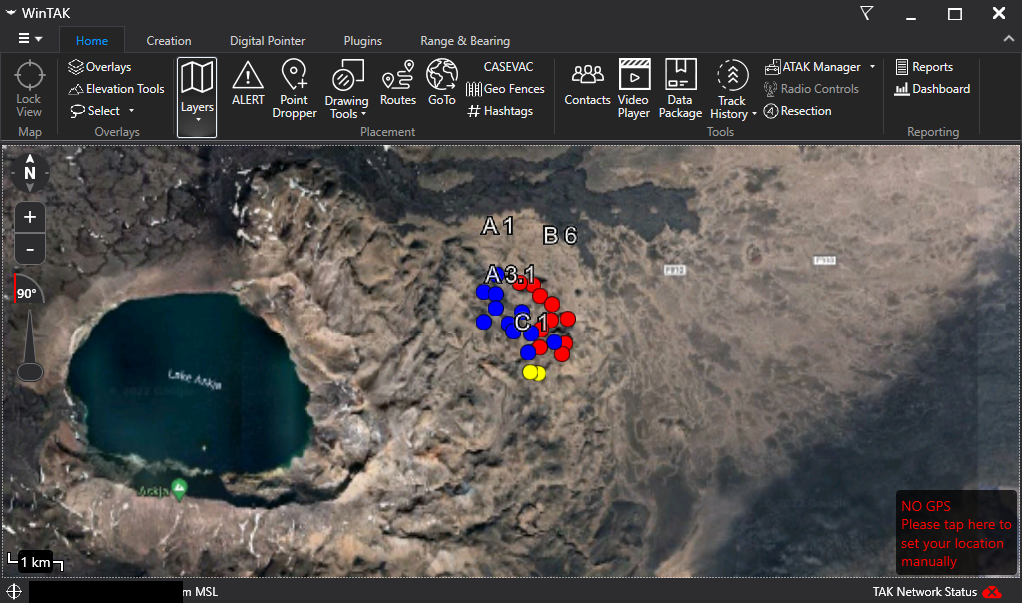 WinTAK
Home Creation Digital Pointer Plugins Range & Bearing
Lock View
Map
Overlays
Elevation Tools
Select
Overlays
Layers
ALERT
Point Dropper
Drawing Tools
Routes
GoTo
CASEVAC
Geo Fences
Hashtags
Placement
Contacts
Video Player
Data Package
Track History
ATAK Manager
Radio Controls
Resection
Tools
Reports
Dashboard
Reporting
N
+
-
90°
A 1
B 6
A 3.1
C 1
F910
Lake Askja
Askja
NO GPS
Please tap here to
set your location
manually
1 km
m MSL
TAK Network Status